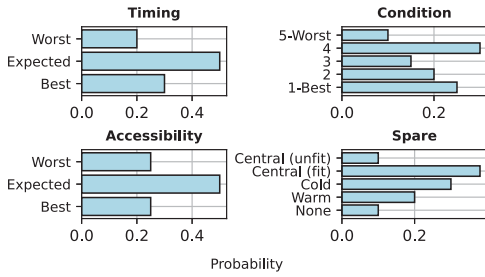 Timing
Worst
Expected
Best
0.0 0.2 0.4
Condition
5-Worst
4
3
2
1-Best
0.0 0.2
Accessibility
Worst
Expected
Best
0.0 0.2 0.4
Spare
Central (unfit)
Central (fit)
Cold
Warm
None
0.0 0.2
Probability